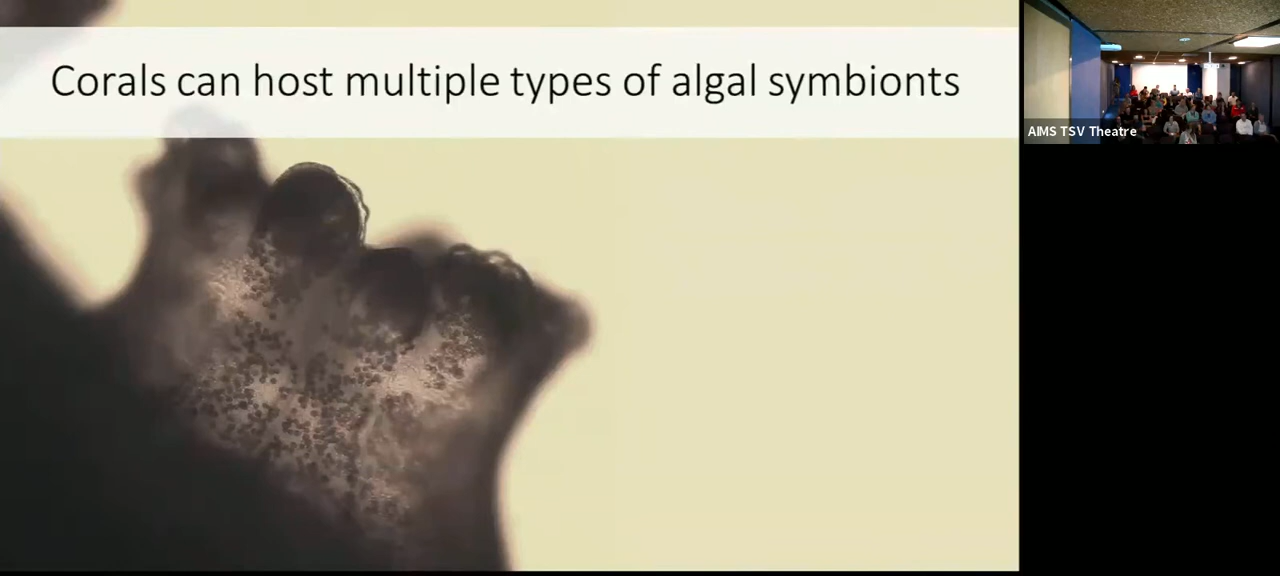 Corals can host multiple types of algal symbionts
AIMS TSV Theatre